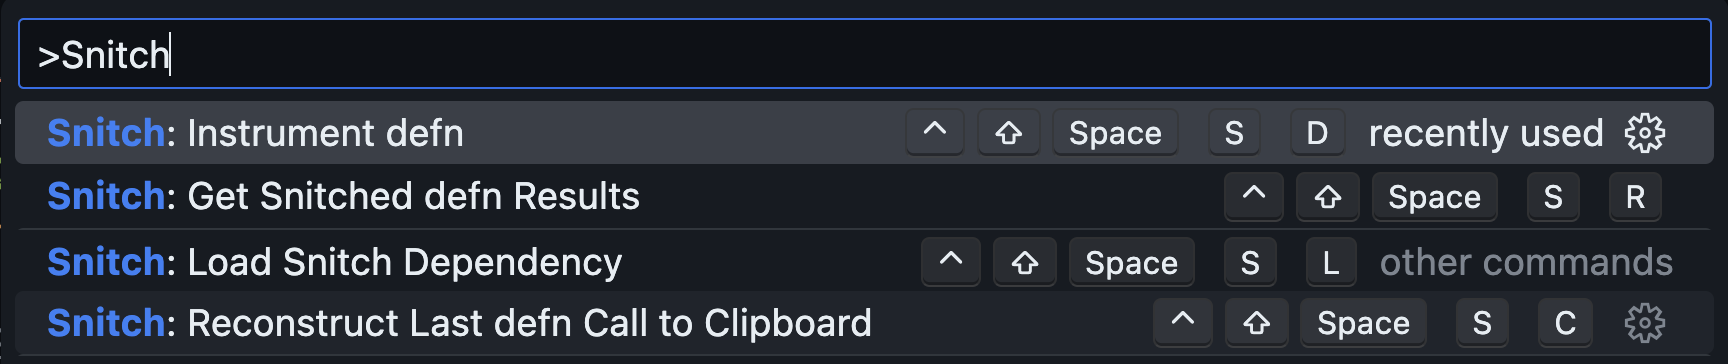 >Snitch
Snitch: Instrument defn ^ ⇧ Space S D recently used
Snitch: Get Snitched defn Results ^ ⇧ Space S R
Snitch: Load Snitch Dependency ^ ⇧ Space S L other commands
Snitch: Reconstruct Last defn Call to Clipboard ^ ⇧ Space S C